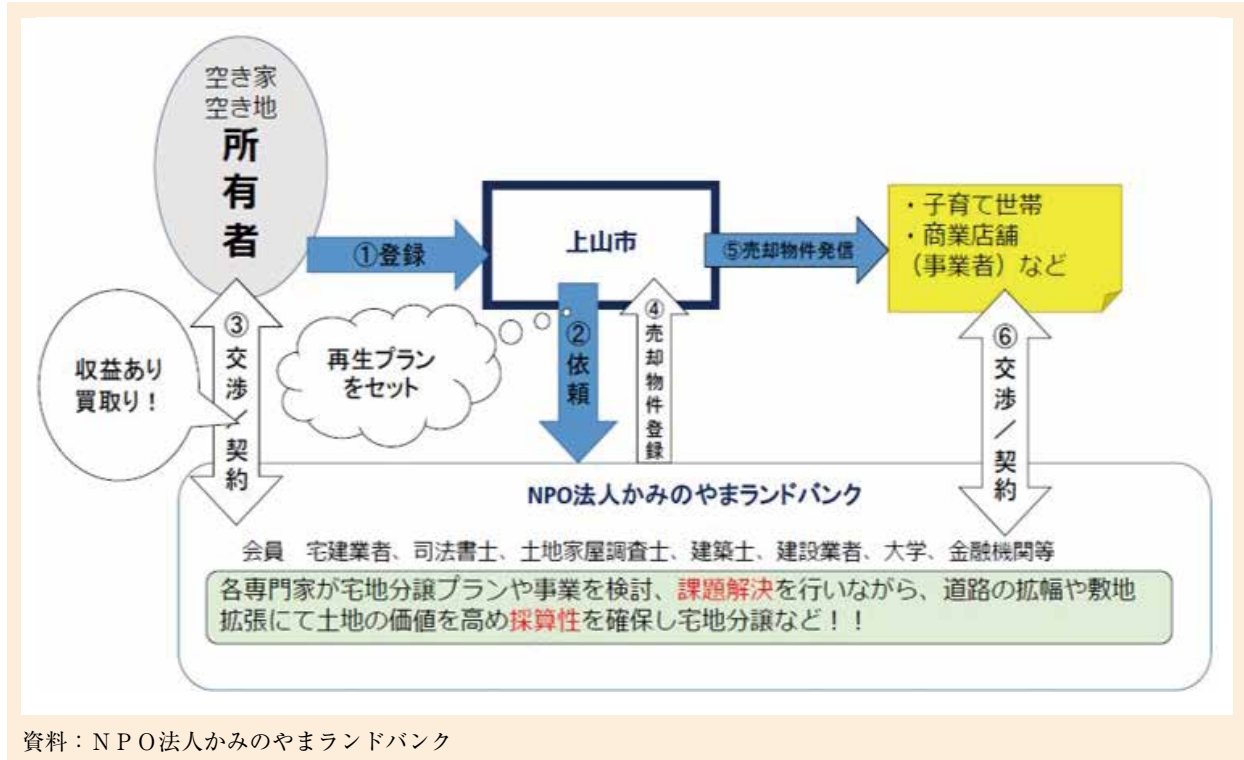 空き家
空き地
所有者
①登録
上山市
⑤売却物件発信
・子育て世帯
・商業店舗
（事業者）など
収益あり
買取り！
③交渉／契約
再生プラン
をセット
②依頼
④売却物件登録
⑥交渉／契約
NPO法人かみのやまランドバンク
会員　宅建業者、司法書士、土地家屋調査士、建築士、建設業者、大学、金融機関等
各専門家が宅地分譲プランや事業を検討、課題解決を行いながら、道路の拡幅や敷地
拡張にて土地の価値を高め採算性を確保し宅地分譲など！！
資料：ＮＰＯ法人かみのやまランドバンク